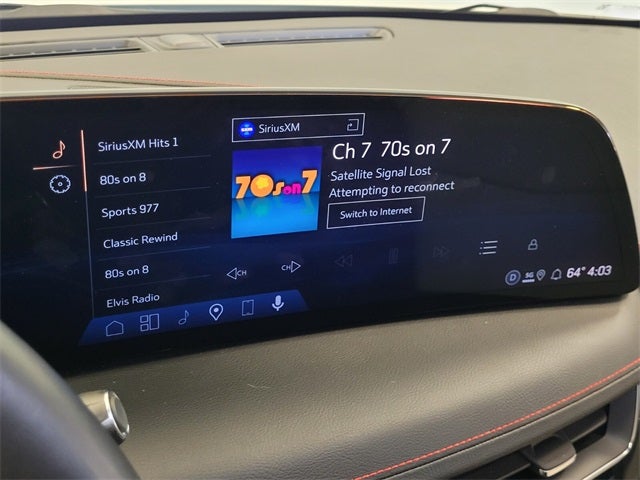 SiriusXM Hits 1
80s on 8
Sports 977
Classic Rewind
80s on 8
Elvis Radio
SiriusXM
70s on 7
Ch 7 70s on 7
Satellite Signal Lost
Attempting to reconnect
Switch to Internet
CH
CH
D 5G 64° 4:03